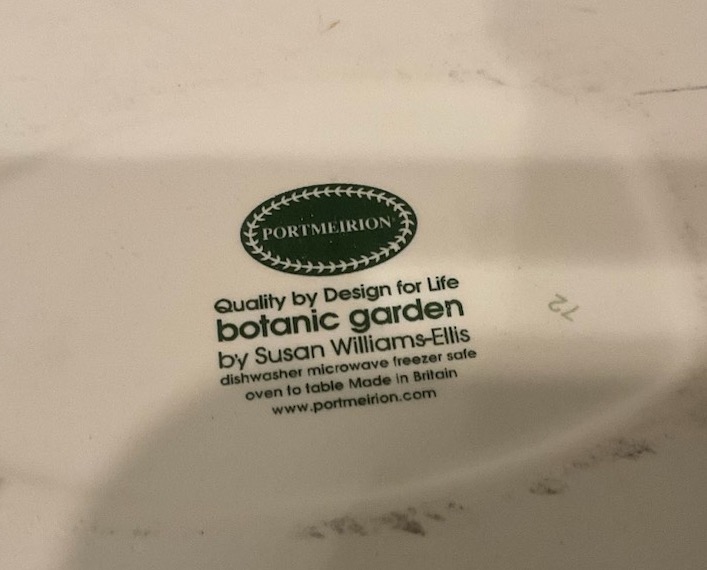 PORTMEIRION
Quality by Design for Life
botanic garden
by Susan Williams-Ellis
dishwasher microwave freezer safe
oven to table Made in Britain
www.portmeirion.com
72